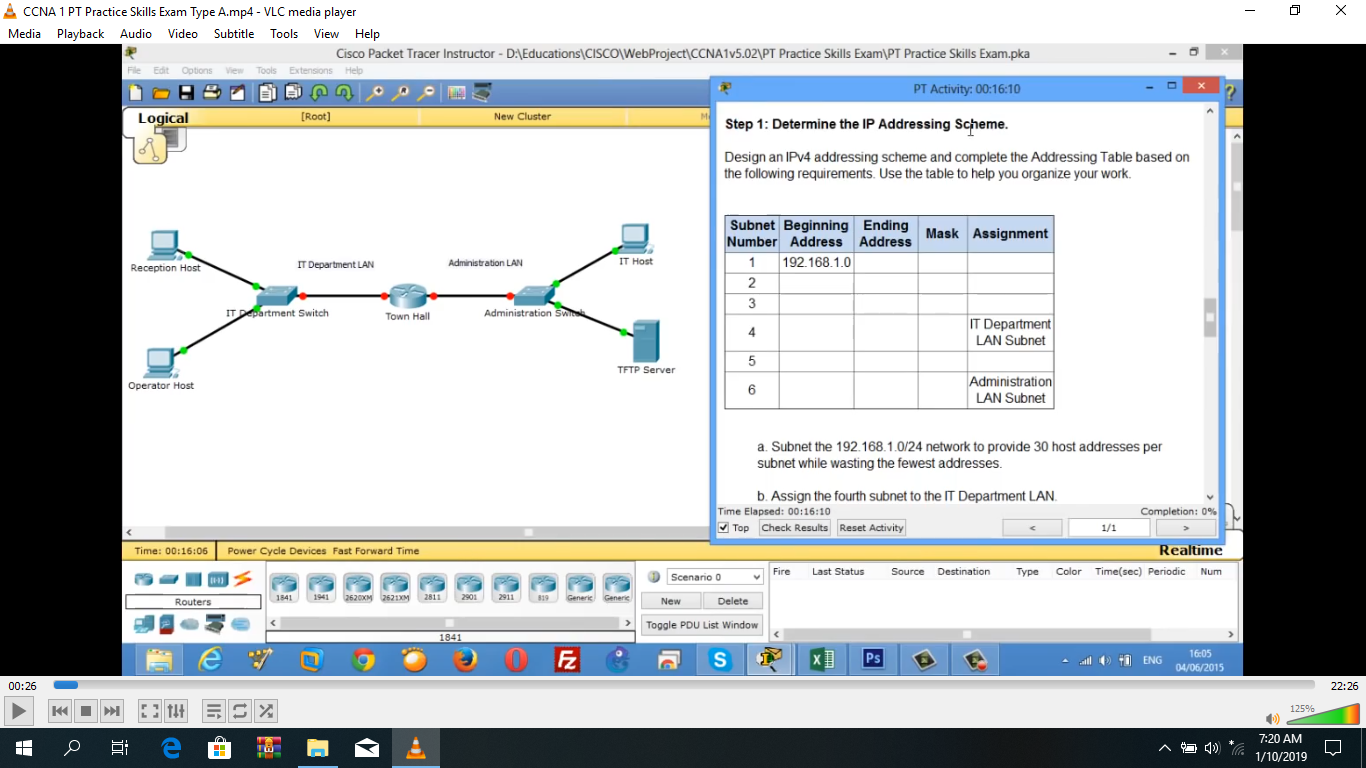 CCNA 1 PT Practice Skills Exam Type A.mp4 - VLC media player
Media Playback Audio Video Subtitle Tools View Help
Cisco Packet Tracer Instructor - D:\Educations\CISCO\WebProject\CCNA1v5.02\PT Practice Skills Exam\PT Practice Skills Exam.pka
File Edit Options View Tools Extensions Help
Logical
[Root]
New Cluster
Reception Host
IT Department LAN
Administration LAN
IT Host
IT Department Switch
Town Hall
Administration Switch
Operator Host
TFTP Server
PT Activity: 00:16:10
Step 1: Determine the IP Addressing Scheme.
Design an IPv4 addressing scheme and complete the Addressing Table based on
the following requirements. Use the table to help you organize your work.
Subnet Number Beginning Address Ending Address Mask Assignment
1 192.168.1.0
2
3
4 IT Department LAN Subnet
5
6 Administration LAN Subnet
a. Subnet the 192.168.1.0/24 network to provide 30 host addresses per
subnet while wasting the fewest addresses.
b. Assign the fourth subnet to the IT Department LAN.
Time Elapsed: 00:16:10 Completion: 0%
Top Check Results Reset Activity < 1/1 >
Time: 00:16:06 Power Cycle Devices Fast Forward Time
Realtime
Routers
1841 1941 2620XM 2621XM 2811 2901 2911 819 Generic Generic
1841
Scenario 0
New Delete
Toggle PDU List Window
Fire Last Status Source Destination Type Color Time(sec) Periodic Num
ENG
16:05
04/06/2015
00:26
22:26
125%
7:20 AM
1/10/2019